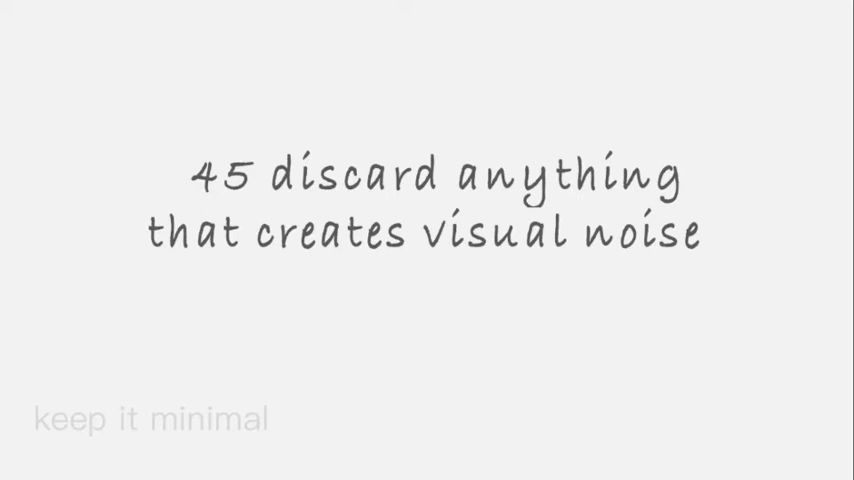 45 discard anything
that creates visual noise
keep it minimal